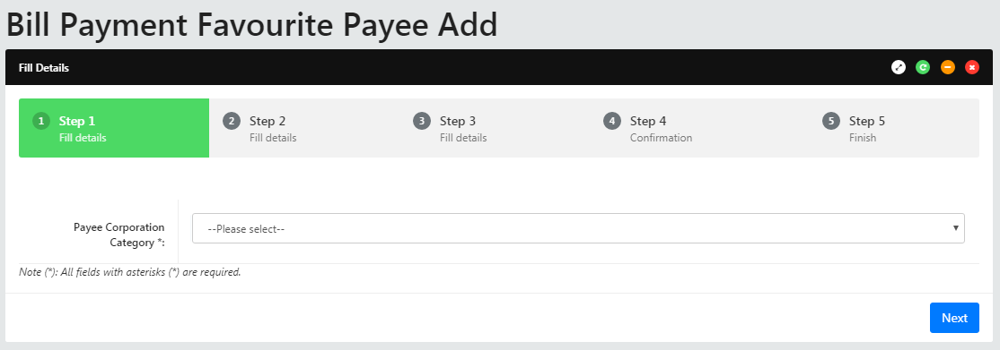 Bill Payment Favourite Payee Add
Fill Details
1 Step 1
Fill details
2 Step 2
Fill details
3 Step 3
Fill details
4 Step 4
Confirmation
5 Step 5
Finish
Payee Corporation
Category *:
--Please select--
Note (*): All fields with asterisks (*) are required.
Next